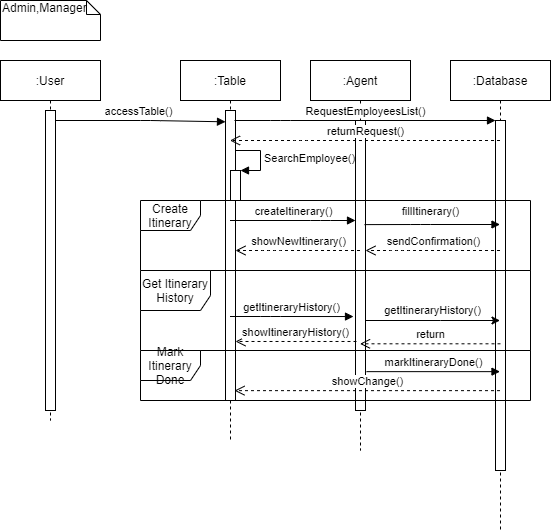 Admin,Manager
:User
:Table
:Agent
:Database
accessTable()
RequestEmployeesList()
returnRequest()
SearchEmployee()
Create
Itinerary
createItinerary()
fillItinerary()
showNewItinerary()
sendConfirmation()
Get Itinerary
History
getItineraryHistory()
getItineraryHistory()
showItineraryHistory()
return
Mark
Itinerary
Done
markItineraryDone()
showChange()